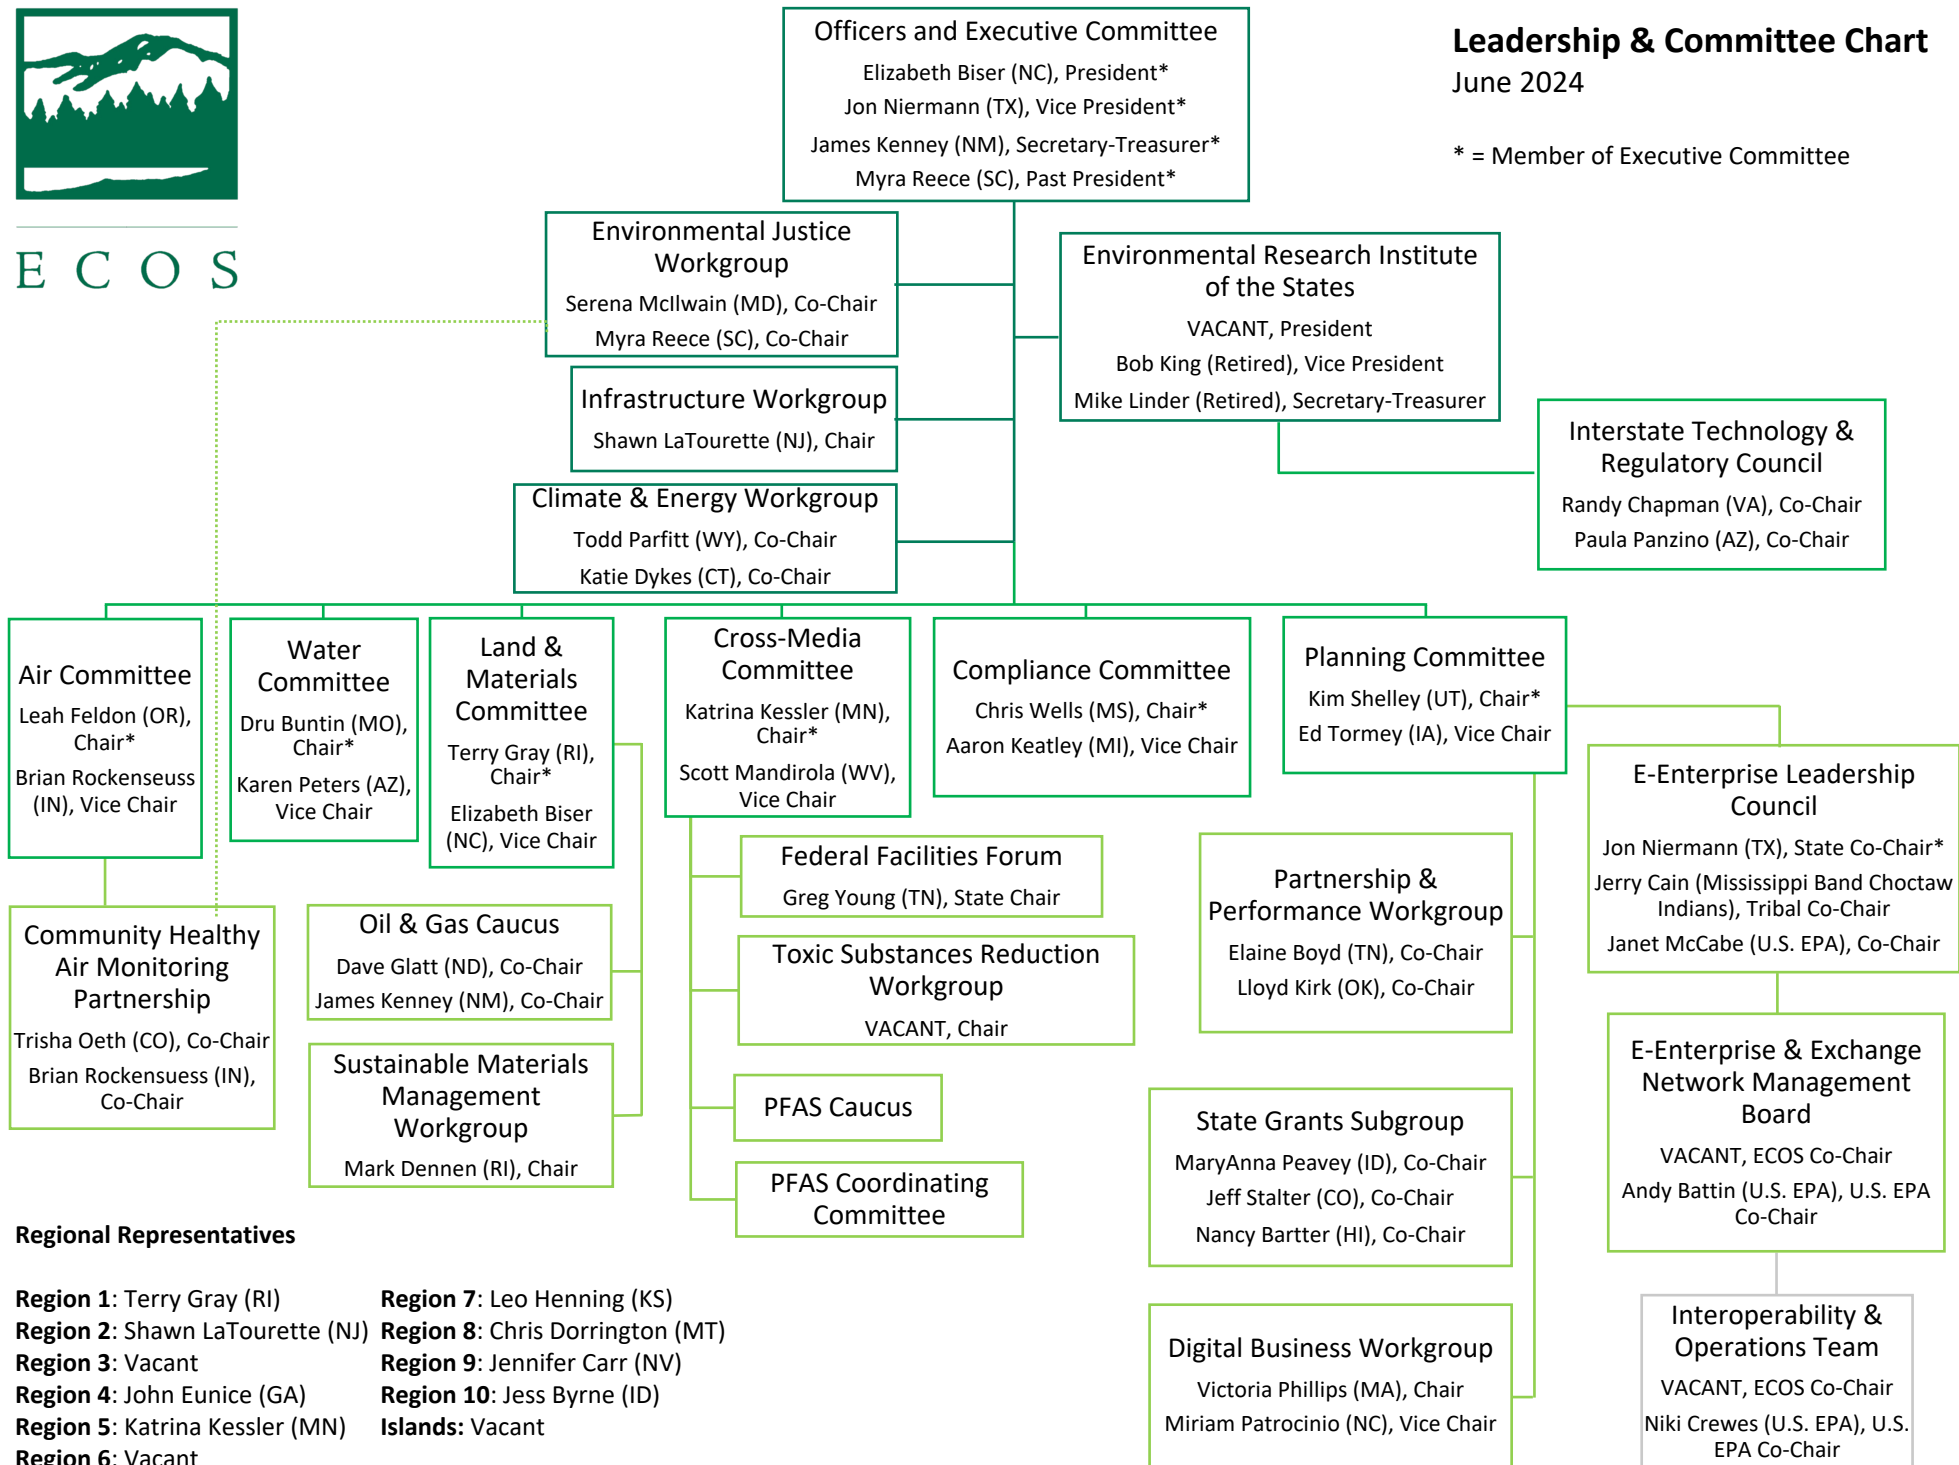 Officers and Executive Committee
Elizabeth Biser (NC), President*
Jon Niermann (TX), Vice President*
James Kenney (NM), Secretary-Treasurer*
Myra Reece (SC), Past President*
Leadership & Committee Chart
June 2024
* = Member of Executive Committee
ECOS
Environmental Justice
Workgroup
Serena McIlwain (MD), Co-Chair
Myra Reece (SC), Co-Chair
Environmental Research Institute
of the States
VACANT, President
Bob King (Retired), Vice President
Mike Linder (Retired), Secretary-Treasurer
Infrastructure Workgroup
Shawn LaTourette (NJ), Chair
Interstate Technology &
Regulatory Council
Randy Chapman (VA), Co-Chair
Paula Panzino (AZ), Co-Chair
Climate & Energy Workgroup
Todd Parfitt (WY), Co-Chair
Katie Dykes (CT), Co-Chair
Air Committee
Leah Feldon (OR),
Chair*
Brian Rockenseuss
(IN), Vice Chair
Water
Committee
Dru Buntin (MO),
Chair*
Karen Peters (AZ),
Vice Chair
Land &
Materials
Committee
Terry Gray (RI),
Chair*
Elizabeth Biser
(NC), Vice Chair
Cross-Media
Committee
Katrina Kessler (MN),
Chair*
Scott Mandirola (WV),
Vice Chair
Compliance Committee
Chris Wells (MS), Chair*
Aaron Keatley (MI), Vice Chair
Planning Committee
Kim Shelley (UT), Chair*
Ed Tormey (IA), Vice Chair
E-Enterprise Leadership
Council
Jon Niermann (TX), State Co-Chair*
Jerry Cain (Mississippi Band Choctaw
Indians), Tribal Co-Chair
Janet McCabe (U.S. EPA), Co-Chair
Community Healthy
Air Monitoring
Partnership
Trisha Oeth (CO), Co-Chair
Brian Rockensuess (IN),
Co-Chair
Oil & Gas Caucus
Dave Glatt (ND), Co-Chair
James Kenney (NM), Co-Chair
Sustainable Materials
Management
Workgroup
Mark Dennen (RI), Chair
Federal Facilities Forum
Greg Young (TN), State Chair
Toxic Substances Reduction
Workgroup
VACANT, Chair
PFAS Caucus
PFAS Coordinating
Committee
Partnership &
Performance Workgroup
Elaine Boyd (TN), Co-Chair
Lloyd Kirk (OK), Co-Chair
State Grants Subgroup
MaryAnna Peavey (ID), Co-Chair
Jeff Stalter (CO), Co-Chair
Nancy Bartter (HI), Co-Chair
Digital Business Workgroup
Victoria Phillips (MA), Chair
Miriam Patrocinio (NC), Vice Chair
E-Enterprise & Exchange
Network Management
Board
VACANT, ECOS Co-Chair
Andy Battin (U.S. EPA), U.S. EPA
Co-Chair
Interoperability &
Operations Team
VACANT, ECOS Co-Chair
Niki Crewes (U.S. EPA), U.S.
EPA Co-Chair
Regional Representatives
Region 1: Terry Gray (RI)
Region 2: Shawn LaTourette (NJ)
Region 3: Vacant
Region 4: John Eunice (GA)
Region 5: Katrina Kessler (MN)
Region 6: Vacant
Region 7: Leo Henning (KS)
Region 8: Chris Dorrington (MT)
Region 9: Jennifer Carr (NV)
Region 10: Jess Byrne (ID)
Islands: Vacant